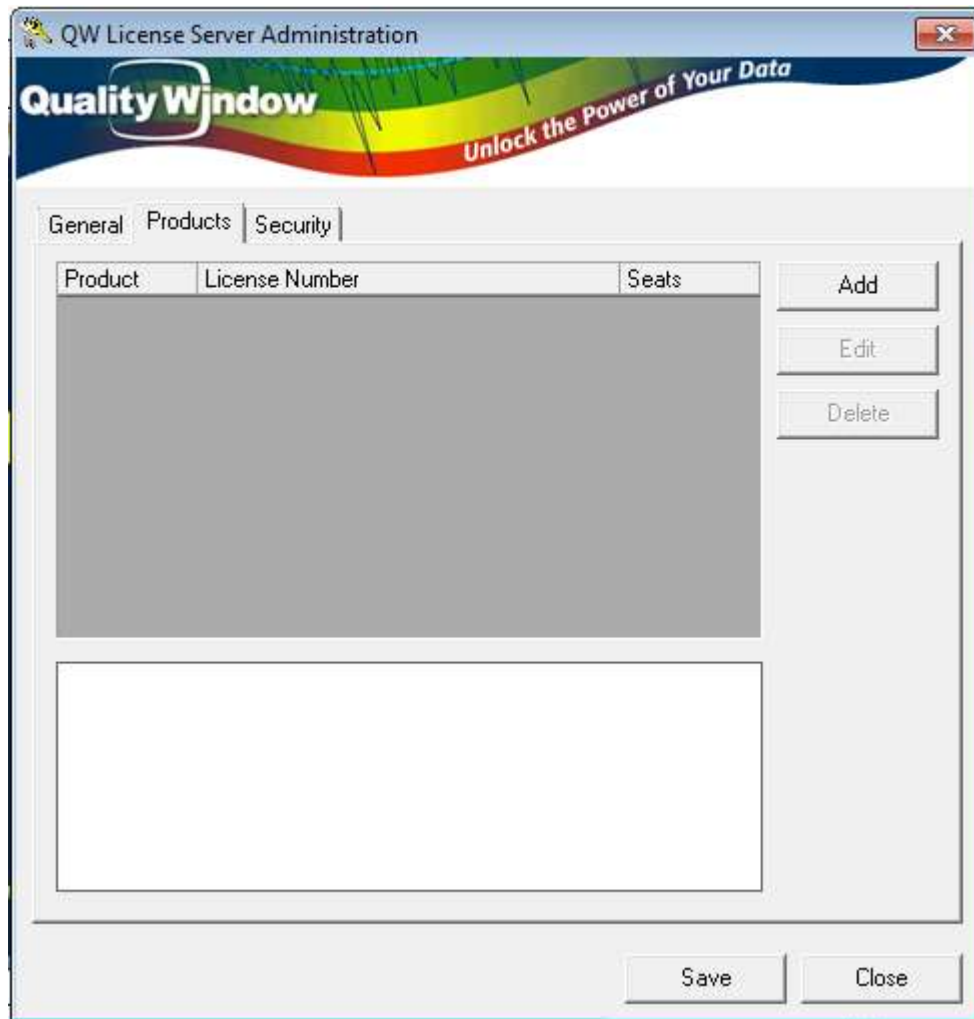 QW License Server Administration
Quality Window
Unlock the Power of Your Data
General Products Security
Product License Number Seats
Add
Edit
Delete
Save Close